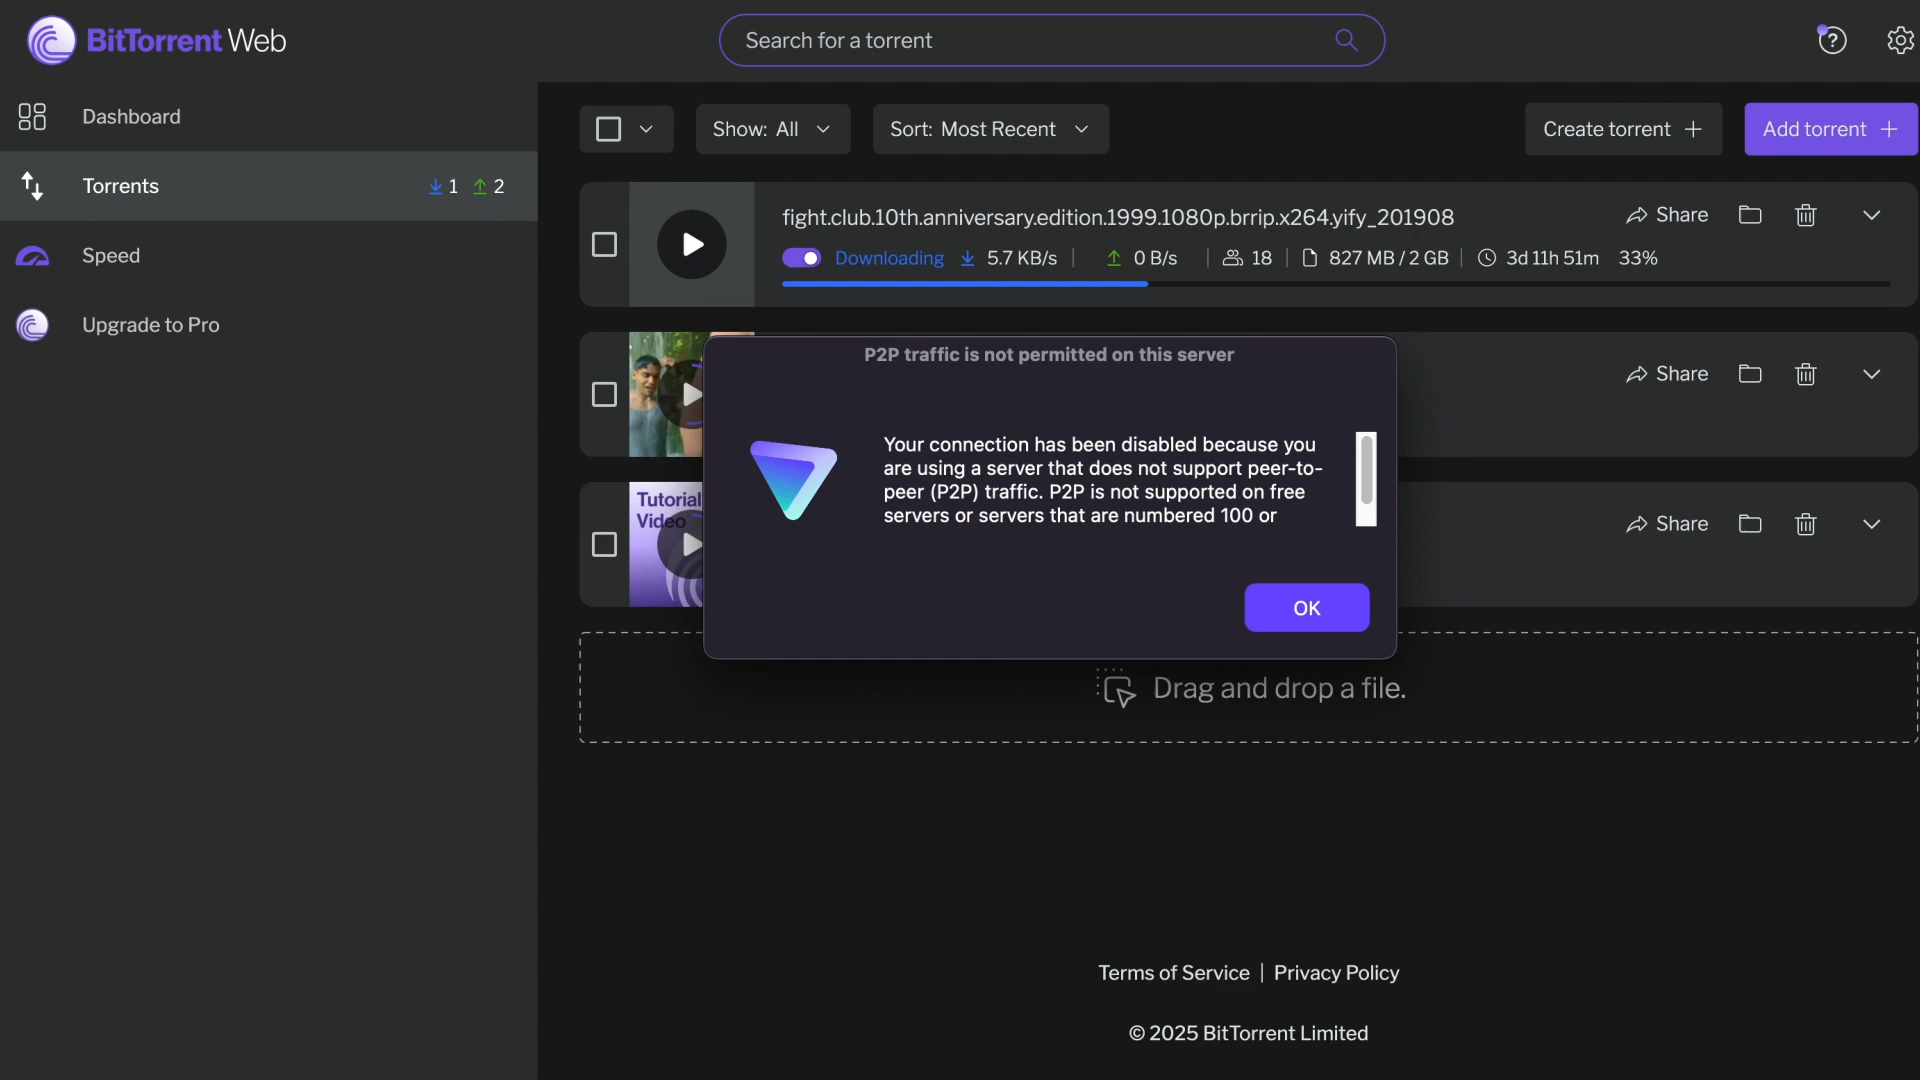 BitTorrent Web
Search for a torrent
Dashboard
Torrents 1 2
Speed
Upgrade to Pro
Show: All
Sort: Most Recent
Create torrent +
Add torrent +
fight.club.10th.anniversary.edition.1999.1080p.brrip.x264.yify_201908
Share
Downloading 5.7 KB/s 0 B/s 18 827 MB / 2 GB 3d 11h 51m 33%
P2P traffic is not permitted on this server
Share
Your connection has been disabled because you
are using a server that does not support peer-to-
peer (P2P) traffic. P2P is not supported on free
servers or servers that are numbered 100 or
Tutorial
Video
Share
OK
Drag and drop a file.
Terms of Service | Privacy Policy
© 2025 BitTorrent Limited